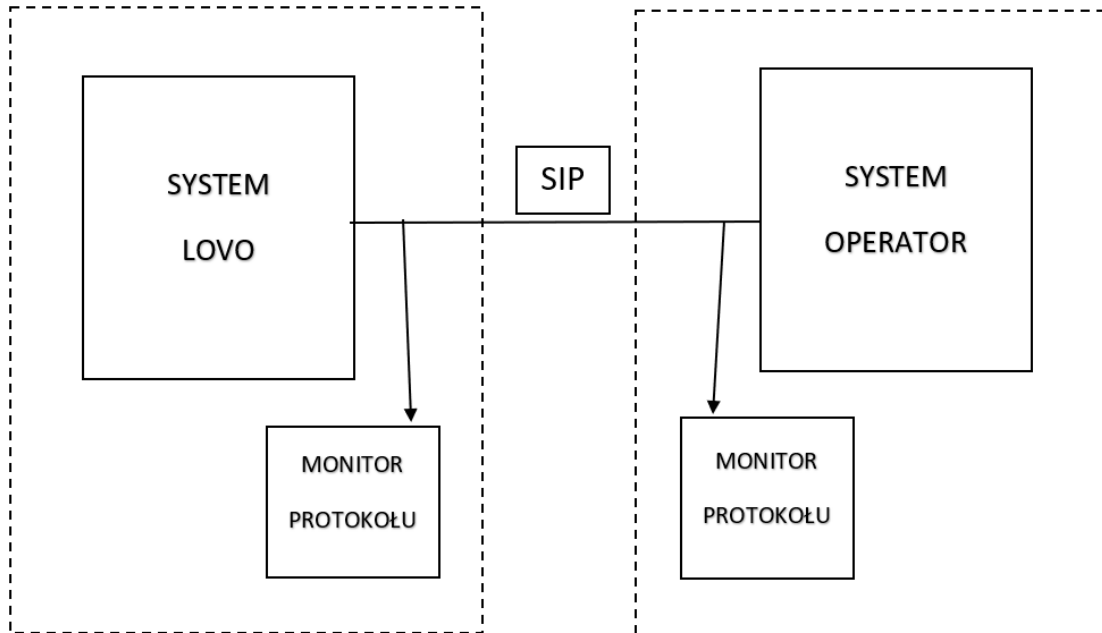 SYSTEM
LOVO
SIP
SYSTEM
OPERATOR
MONITOR
PROTOKOŁU
MONITOR
PROTOKOŁU